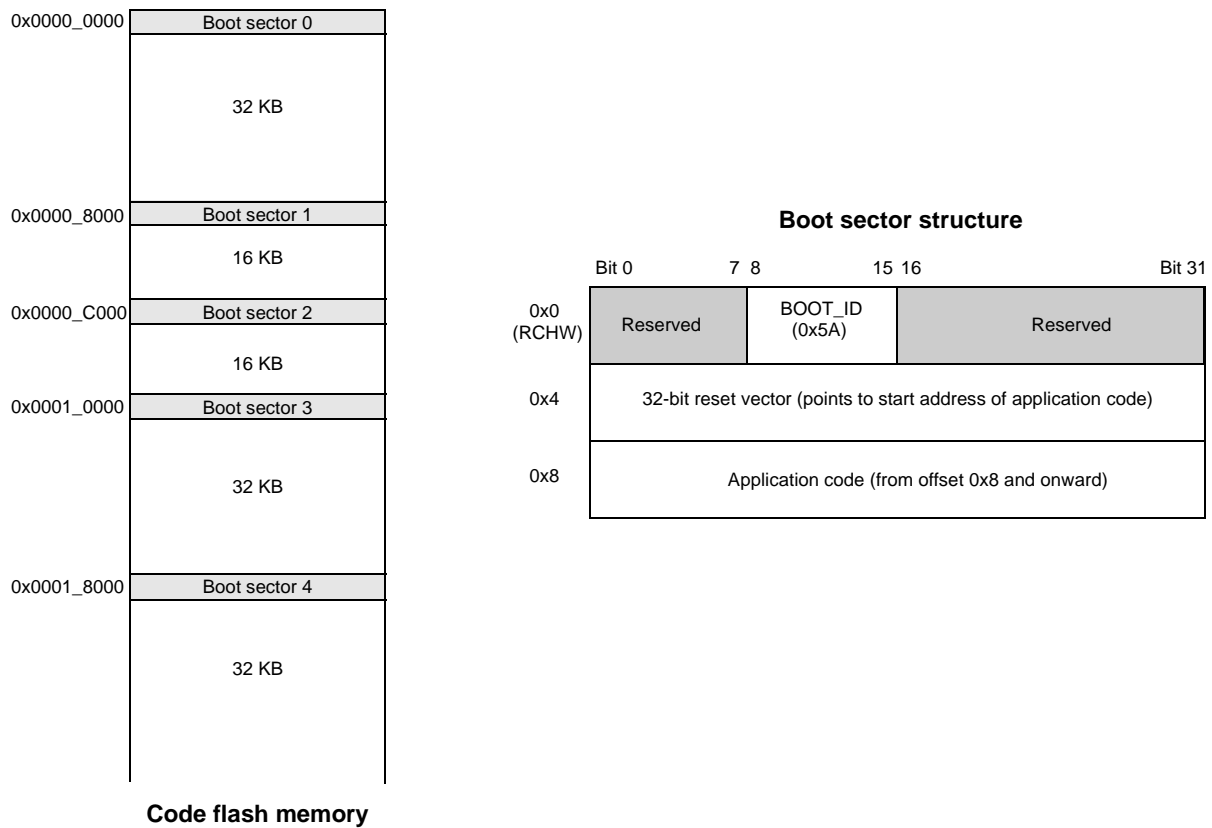 0x0000_0000
Boot sector 0
32 KB
0x0000_8000
Boot sector 1
16 KB
0x0000_C000
Boot sector 2
16 KB
0x0001_0000
Boot sector 3
32 KB
0x0001_8000
Boot sector 4
32 KB
Code flash memory
Boot sector structure
Bit 0 7 8 15 16 Bit 31
0x0
(RCHW)
Reserved
BOOT_ID
(0x5A)
Reserved
0x4
32-bit reset vector (points to start address of application code)
0x8
Application code (from offset 0x8 and onward)